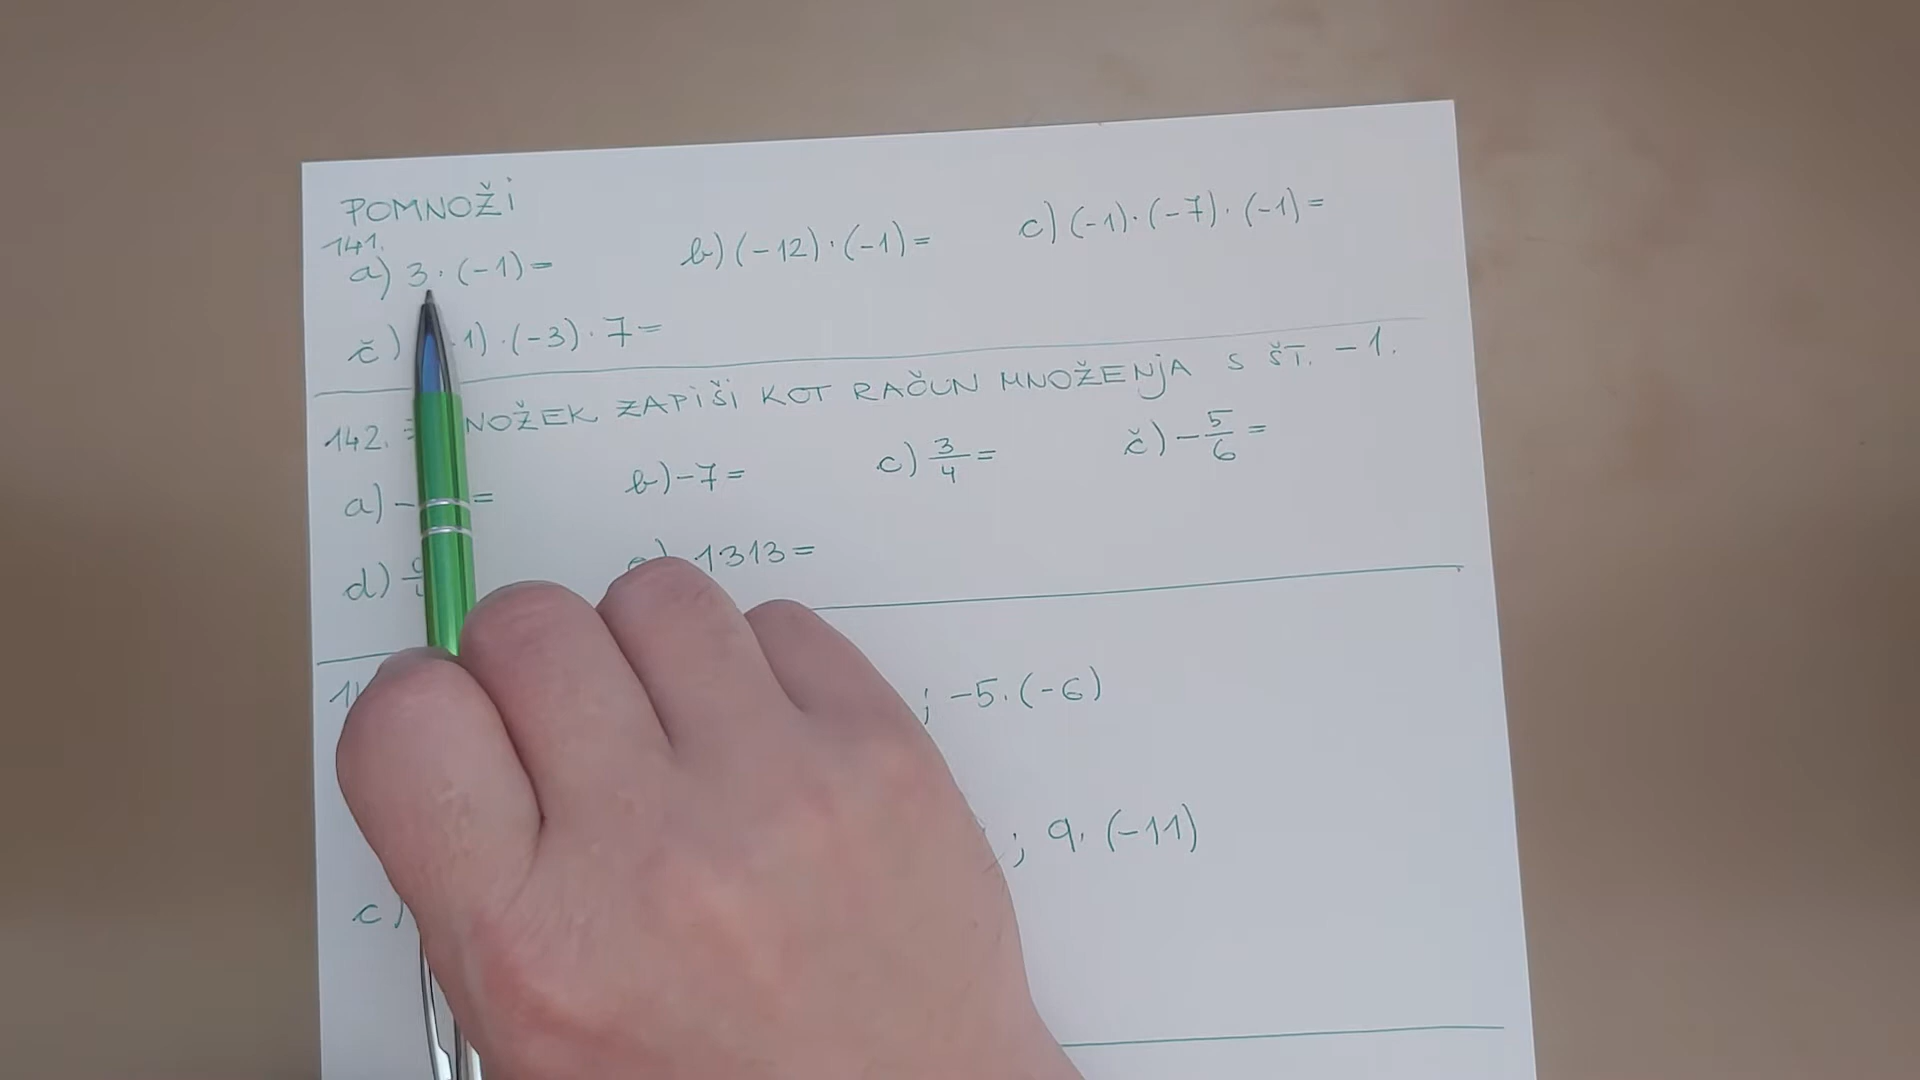 POMNOŽI
141.
a) 3·(-1)= b) (-12)·(-1)= c) (-1)·(-7)·(-1)=
č) 1)·(-3)·7=
142. ZAPIŠI KOT RAČUN MNOŽENJA S ŠT. -1.
a) - = b) -7= c) 3/4= č) -5/6=
d) 1313=
; -5·(-6)
; 9·(-11)
c)